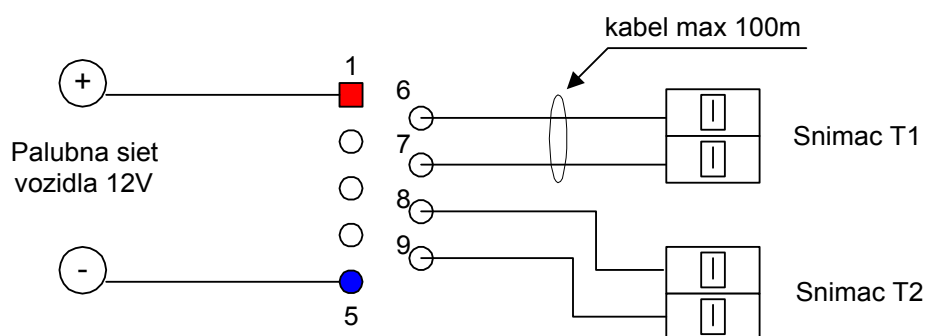 kabel max 100m
+
1
6
7
Snimac T1
Palubna siet
vozidla 12V
8
9
-
5
Snimac T2